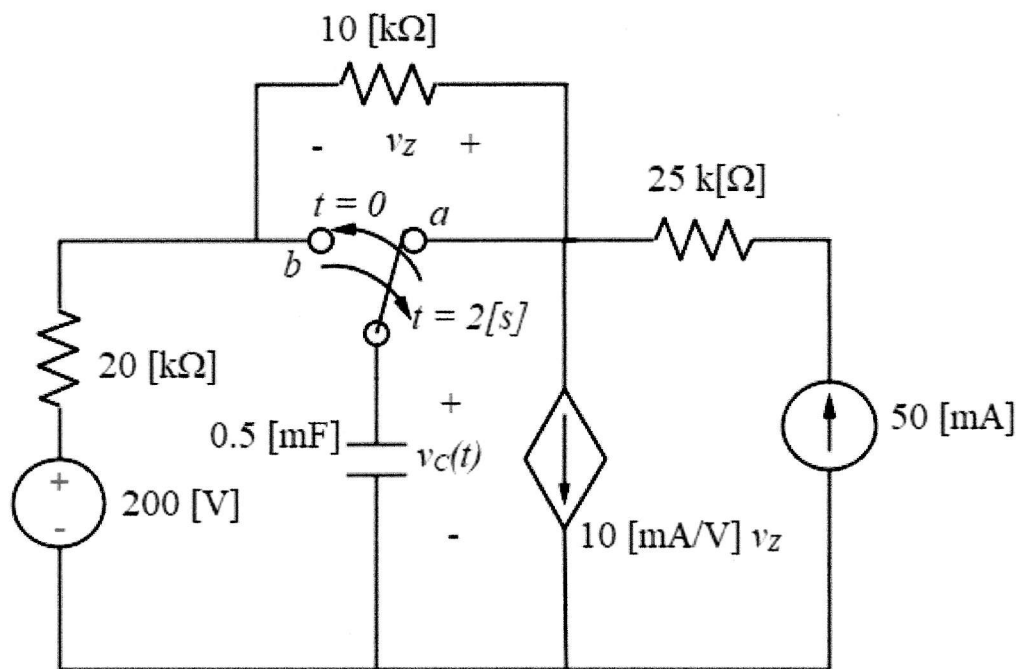 10 [kΩ]
- vZ +
25 k[Ω]
t = 0
a
b
t = 2[s]
20 [kΩ]
+
0.5 [mF]
vC(t)
-
50 [mA]
+
-
200 [V]
10 [mA/V] vZ